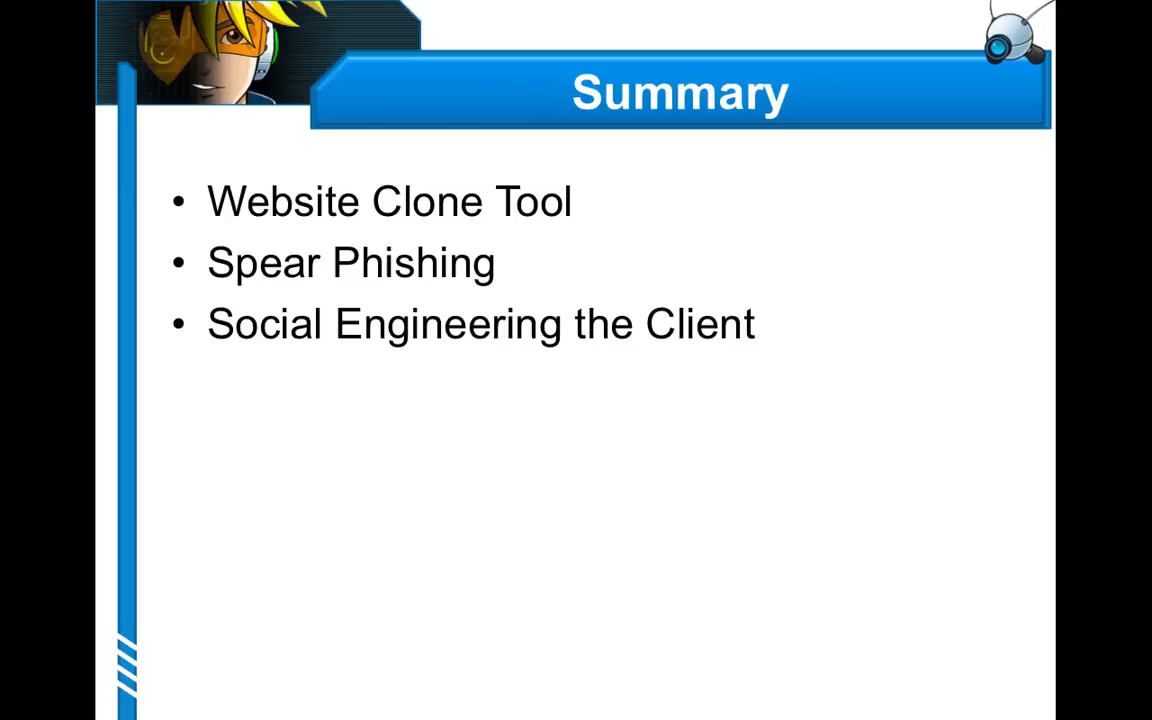 Summary
• Website Clone Tool
• Spear Phishing
• Social Engineering the Client